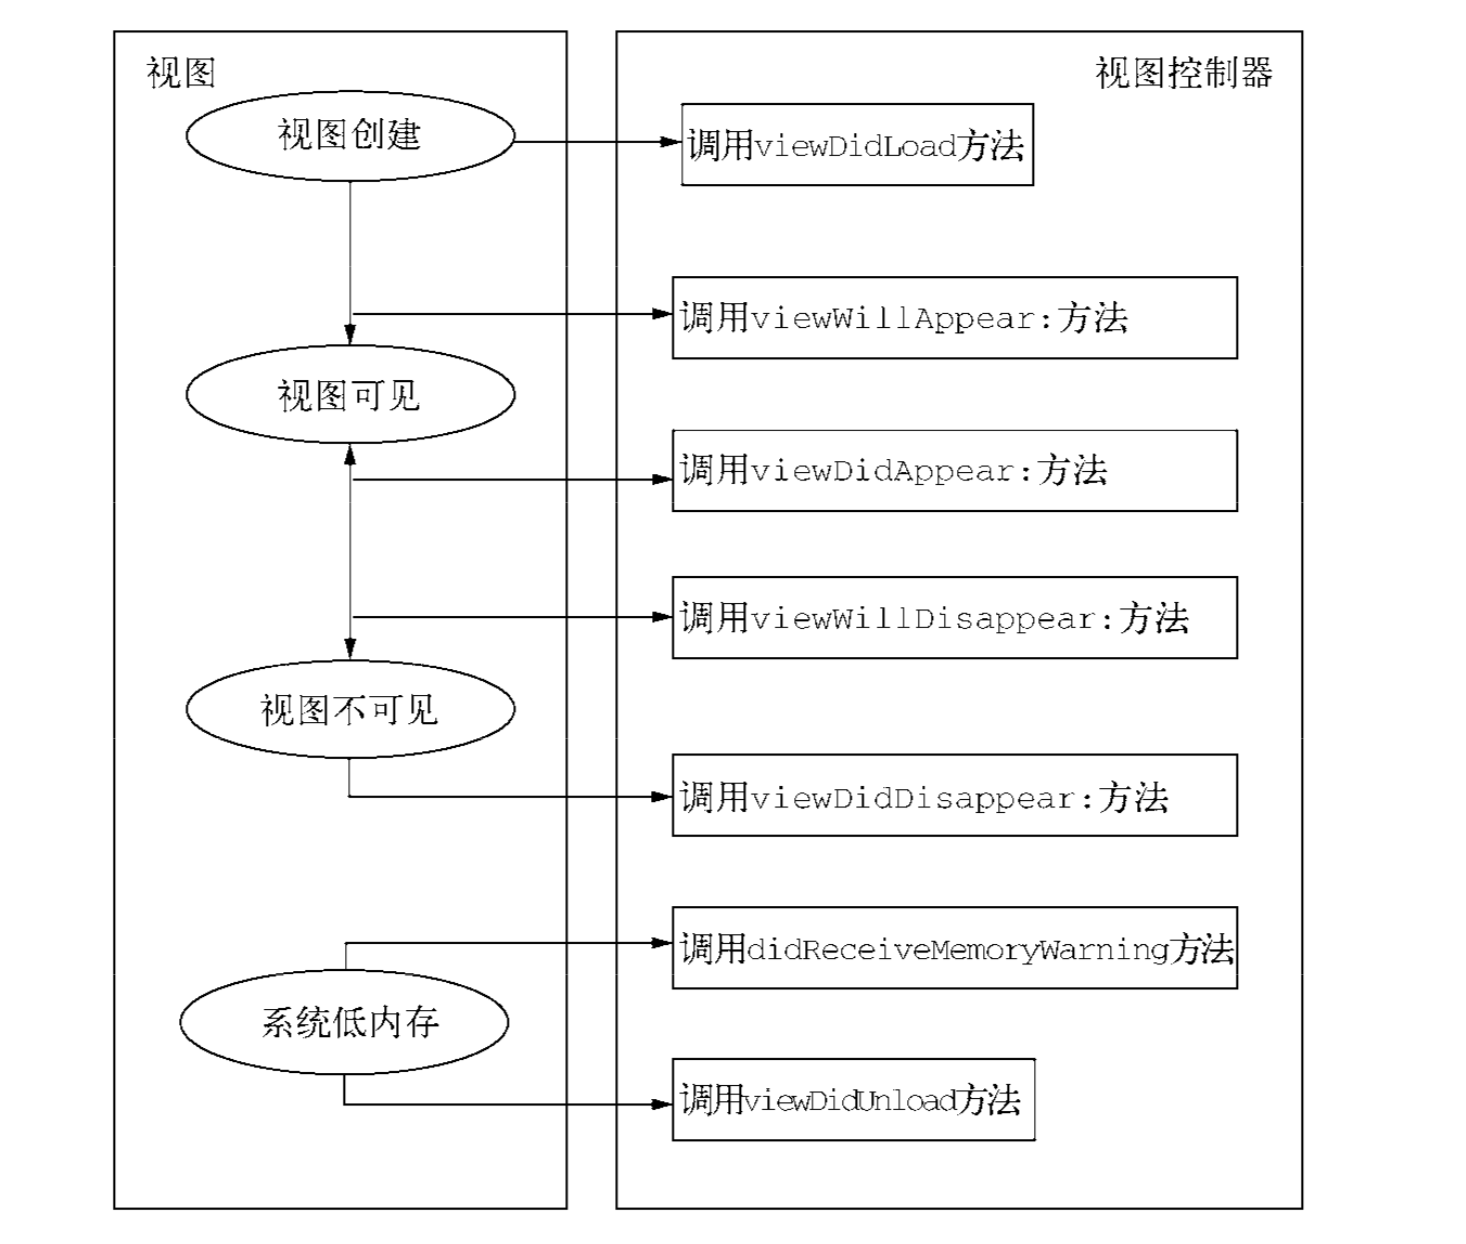 视图
视图控制器
视图创建
调用viewDidLoad方法
调用viewWillAppear:方法
视图可见
调用viewDidAppear:方法
调用viewWillDisappear:方法
视图不可见
调用viewDidDisappear:方法
调用didReceiveMemoryWarning方法
系统低内存
调用viewDidUnload方法